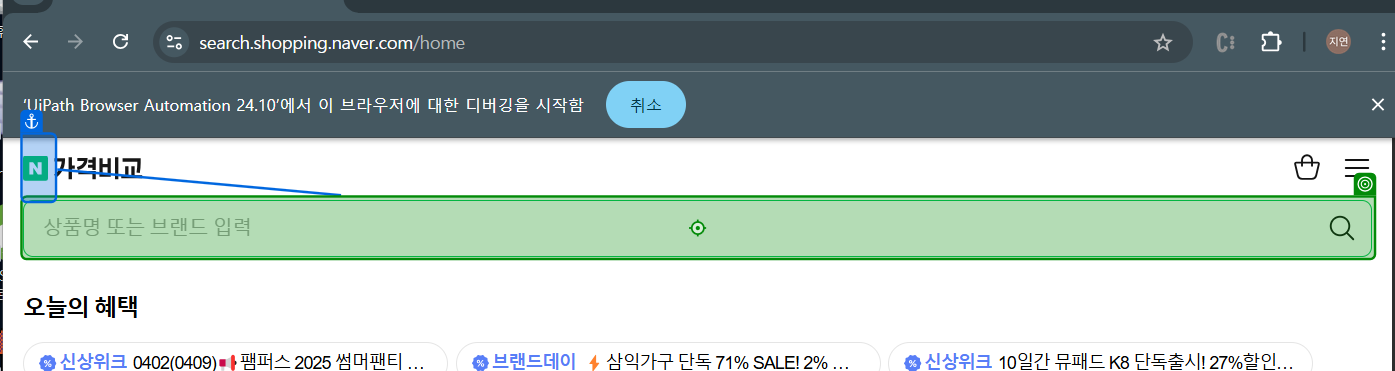 search.shopping.naver.com/home
지연
'UiPath Browser Automation 24.10'에서 이 브라우저에 대한 디버깅을 시작함
취소
N 가격비교
상품명 또는 브랜드 입력
오늘의 혜택
신상위크 0402(0409)📢팸퍼스 2025 썸머팬티 …
브랜드데이 ⚡ 삼익가구 단독 71% SALE! 2% …
신상위크 10일간 뮤패드 K8 단독출시! 27%할인…